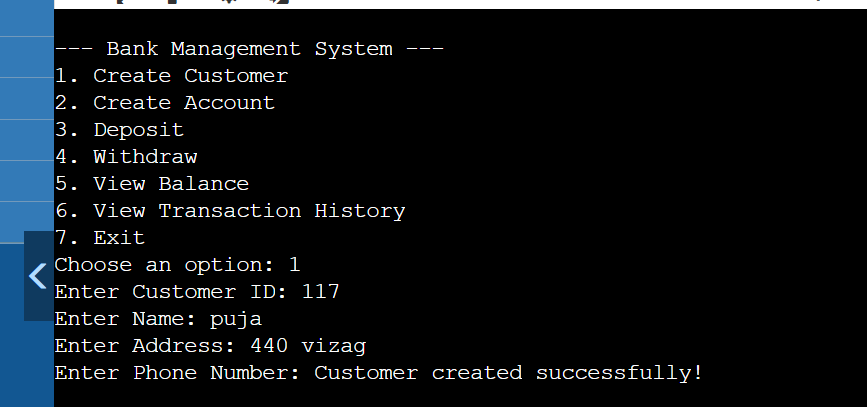 --- Bank Management System ---
1. Create Customer
2. Create Account
3. Deposit
4. Withdraw
5. View Balance
6. View Transaction History
7. Exit
Choose an option: 1
Enter Customer ID: 117
Enter Name: puja
Enter Address: 440 vizag
Enter Phone Number: Customer created successfully!